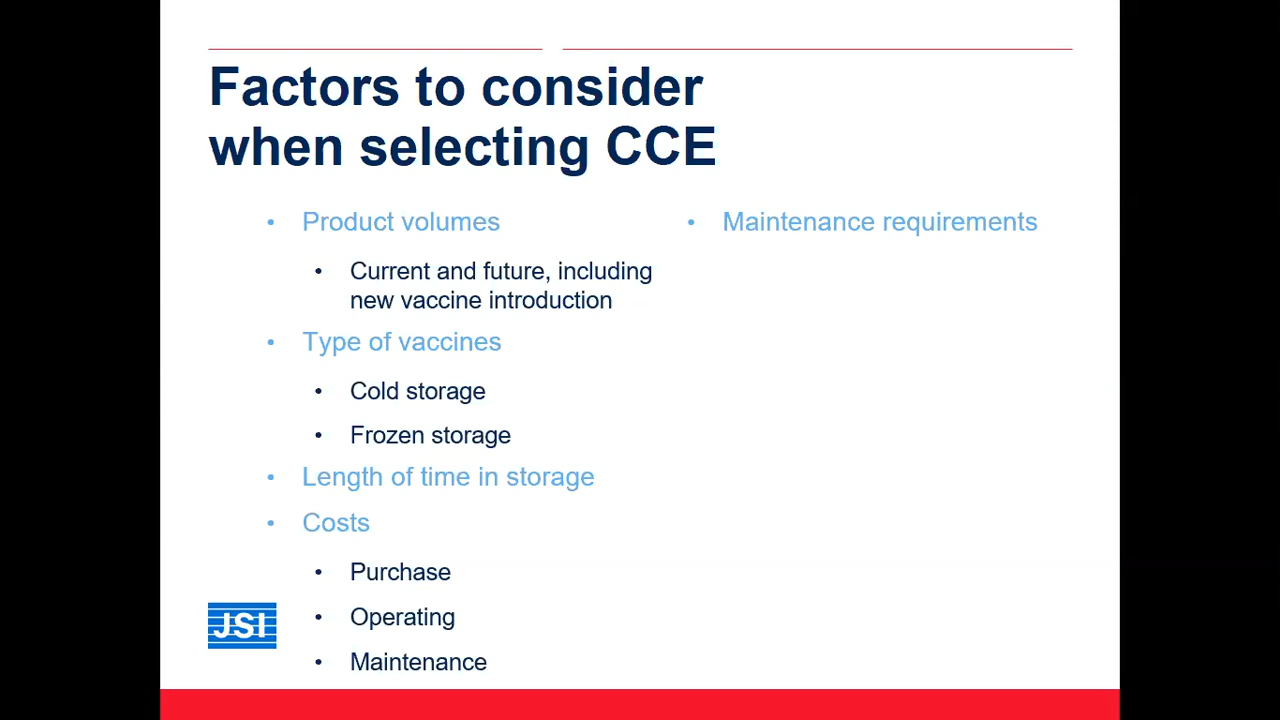 Factors to consider
when selecting CCE
• Product volumes
• Current and future, including
new vaccine introduction
• Type of vaccines
• Cold storage
• Frozen storage
• Length of time in storage
• Costs
• Purchase
• Operating
• Maintenance
• Maintenance requirements
JSI